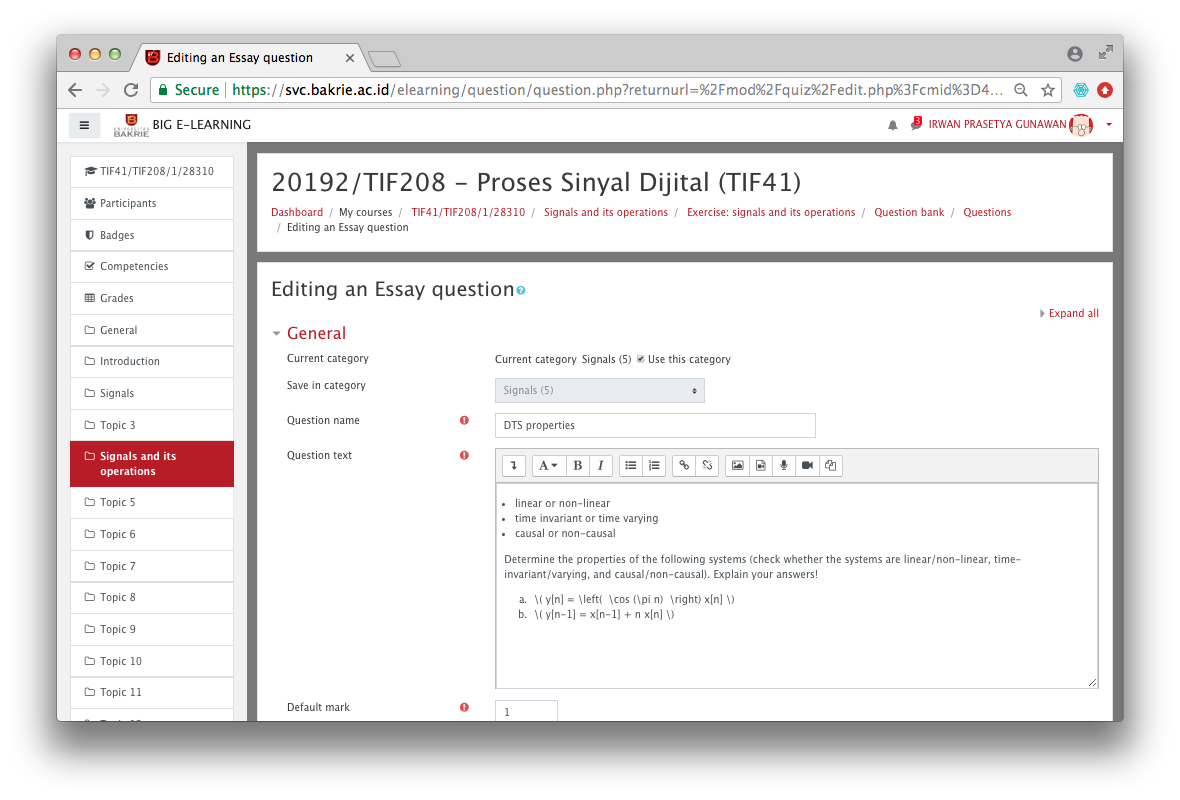 Editing an Essay question
Secure https://svc.bakrie.ac.id/elearning/question/question.php?returnurl=%2Fmod%2Fquiz%2Fedit.php%3Fcmid%3D4...
UNIVERSITAS
BAKRIE
BIG E-LEARNING
3
IRWAN PRASETYA GUNAWAN
TIF41/TIF208/1/28310
Participants
Badges
Competencies
Grades
General
Introduction
Signals
Topic 3
Signals and its
operations
Topic 5
Topic 6
Topic 7
Topic 8
Topic 9
Topic 10
Topic 11
20192/TIF208 – Proses Sinyal Dijital (TIF41)
Dashboard / My courses / TIF41/TIF208/1/28310 / Signals and its operations / Exercise: signals and its operations / Question bank / Questions
/ Editing an Essay question
Editing an Essay question
Expand all
General
Current category Current category Signals (5) Use this category
Save in category Signals (5)
Question name DTS properties
Question text
A B I
• linear or non-linear
• time invariant or time varying
• causal or non-causal
Determine the properties of the following systems (check whether the systems are linear/non-linear, time-
invariant/varying, and causal/non-causal). Explain your answers!
a. \( y[n] = \left( \cos (\pi n) \right) x[n] \)
b. \( y[n-1] = x[n-1] + n x[n] \)
Default mark 1